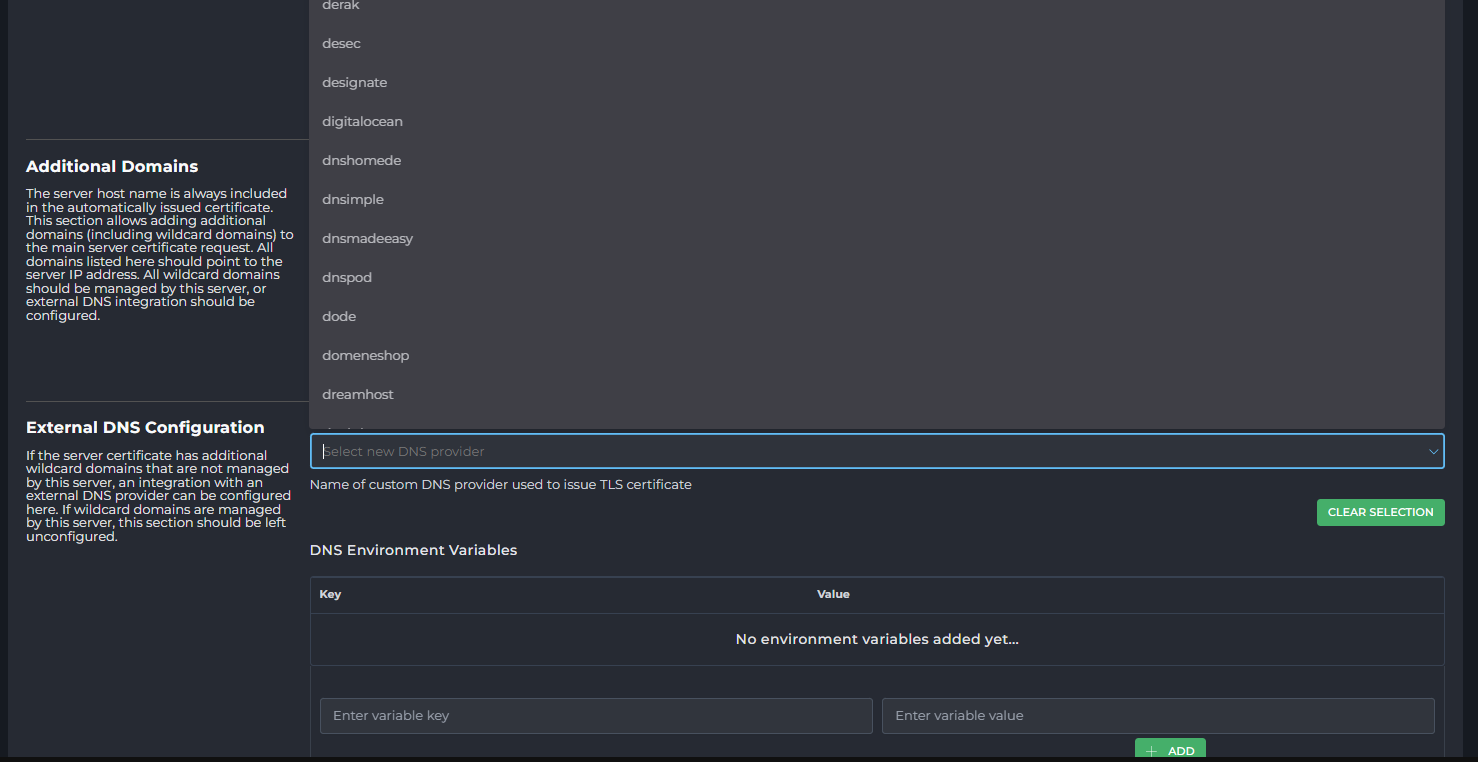 derak
desec
designate
digitalocean
dnshomede
dnsimple
dnsmadeeasy
dnspod
dode
domeneshop
dreamhost
Additional Domains
The server host name is always included
in the automatically issued certificate.
This section allows adding additional
domains (including wildcard domains) to
the main server certificate request. All
domains listed here should point to the
server IP address. All wildcard domains
should be managed by this server, or
external DNS integration should be
configured.
External DNS Configuration
If the server certificate has additional
wildcard domains that are not managed
by this server, an integration with an
external DNS provider can be configured
here. If wildcard domains are managed
by this server, this section should be left
unconfigured.
Select new DNS provider
Name of custom DNS provider used to issue TLS certificate
CLEAR SELECTION
DNS Environment Variables
Key Value
No environment variables added yet...
Enter variable key Enter variable value
+ ADD